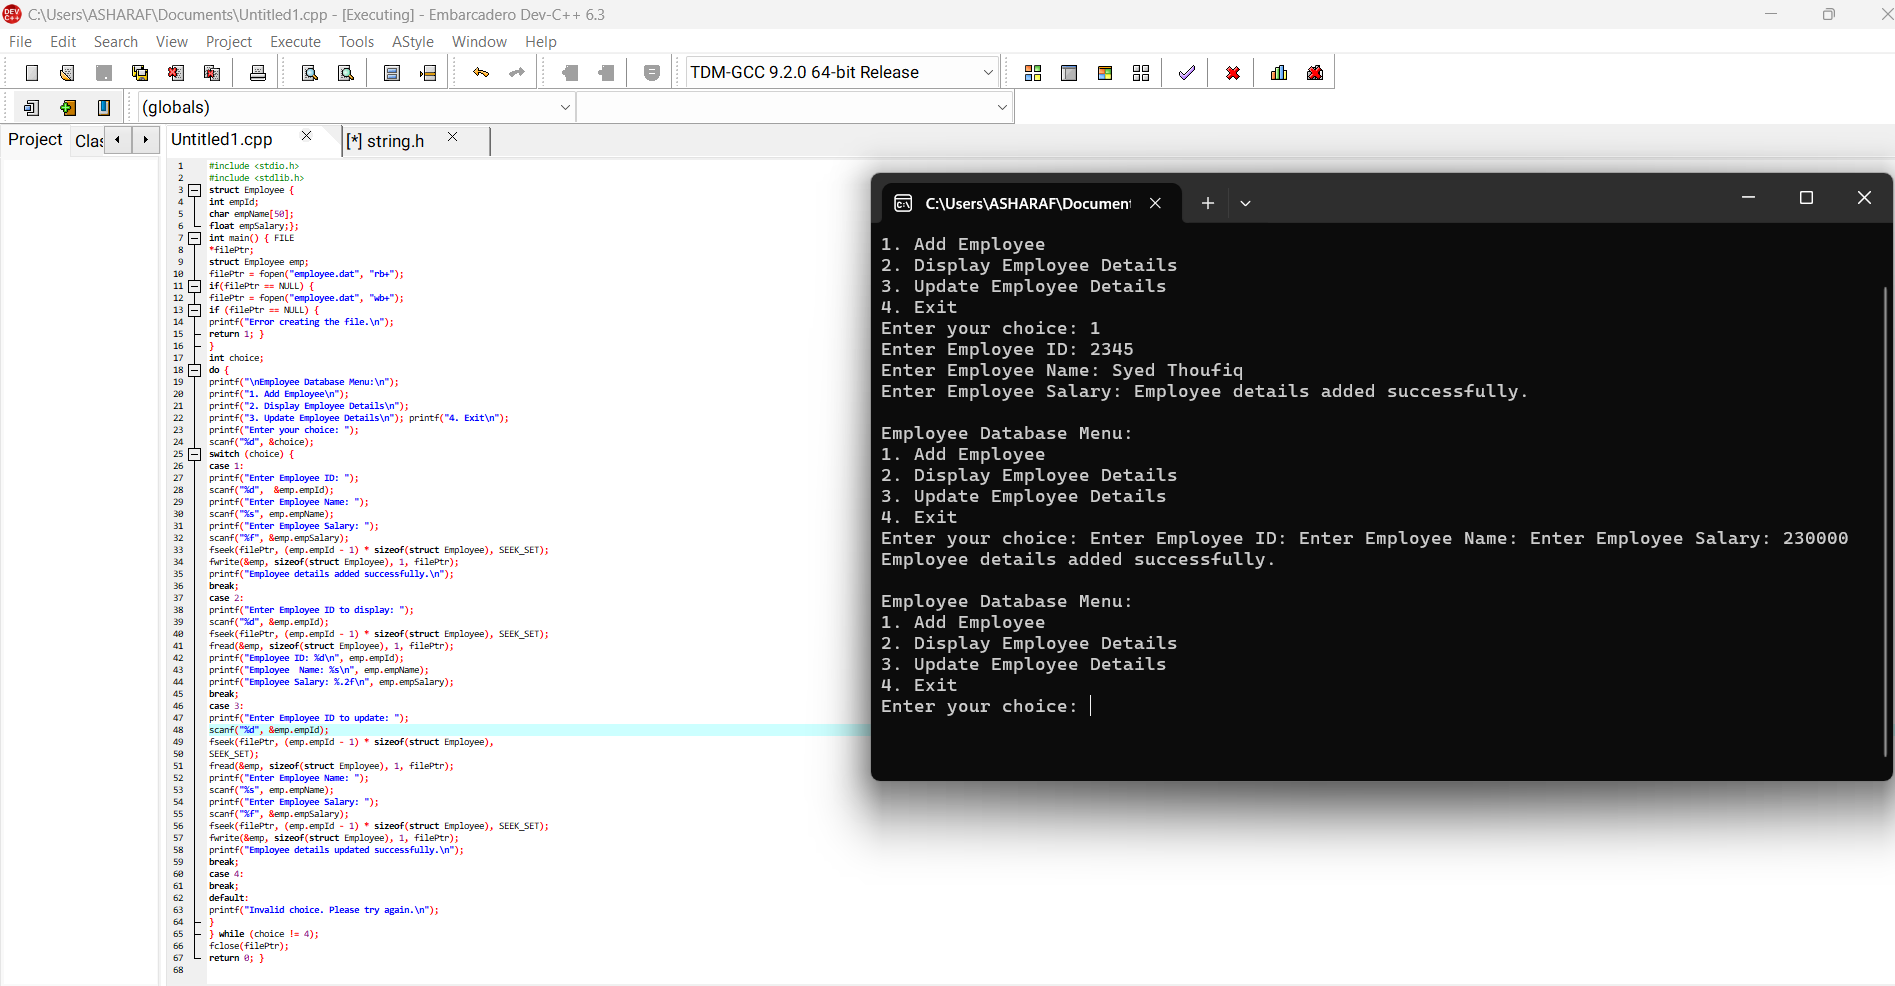 C:\Users\ASHARAF\Documents\Untitled1.cpp - [Executing] - Embarcadero Dev-C++ 6.3
File Edit Search View Project Execute Tools AStyle Window Help
TDM-GCC 9.2.0 64-bit Release
(globals)
Project Clas Untitled1.cpp [*] string.h
1 #include <stdio.h>
2 #include <stdlib.h>
3 struct Employee {
4 int empId;
5 char empName[50];
6 float empSalary;};
7 int main() { FILE
8 *filePtr;
9 struct Employee emp;
10 filePtr = fopen("employee.dat", "rb+");
11 if(filePtr == NULL) {
12 filePtr = fopen("employee.dat", "wb+");
13 if (filePtr == NULL) {
14 printf("Error creating the file.\n");
15 return 1; }
16 }
17 int choice;
18 do {
19 printf("\nEmployee Database Menu:\n");
20 printf("1. Add Employee\n");
21 printf("2. Display Employee Details\n");
22 printf("3. Update Employee Details\n"); printf("4. Exit\n");
23 printf("Enter your choice: ");
24 scanf("%d", &choice);
25 switch (choice) {
26 case 1:
27 printf("Enter Employee ID: ");
28 scanf("%d",  &emp.empId);
29 printf("Enter Employee Name: ");
30 scanf("%s", emp.empName);
31 printf("Enter Employee Salary: ");
32 scanf("%f", &emp.empSalary);
33 fseek(filePtr, (emp.empId - 1) * sizeof(struct Employee), SEEK_SET);
34 fwrite(&emp, sizeof(struct Employee), 1, filePtr);
35 printf("Employee details added successfully.\n");
36 break;
37 case 2:
38 printf("Enter Employee ID to display: ");
39 scanf("%d", &emp.empId);
40 fseek(filePtr, (emp.empId - 1) * sizeof(struct Employee), SEEK_SET);
41 fread(&emp, sizeof(struct Employee), 1, filePtr);
42 printf("Employee ID: %d\n", emp.empId);
43 printf("Employee  Name: %s\n", emp.empName);
44 printf("Employee Salary: %.2f\n", emp.empSalary);
45 break;
46 case 3:
47 printf("Enter Employee ID to update: ");
48 scanf("%d", &emp.empId);
49 fseek(filePtr, (emp.empId - 1) * sizeof(struct Employee),
50 SEEK_SET);
51 fread(&emp, sizeof(struct Employee), 1, filePtr);
52 printf("Enter Employee Name: ");
53 scanf("%s", emp.empName);
54 printf("Enter Employee Salary: ");
55 scanf("%f", &emp.empSalary);
56 fseek(filePtr, (emp.empId - 1) * sizeof(struct Employee), SEEK_SET);
57 fwrite(&emp, sizeof(struct Employee), 1, filePtr);
58 printf("Employee details updated successfully.\n");
59 break;
60 case 4:
61 break;
62 default:
63 printf("Invalid choice. Please try again.\n");
64 }
65 } while (choice != 4);
66 fclose(filePtr);
67 return 0; }
68
C:\Users\ASHARAF\Document
1. Add Employee
2. Display Employee Details
3. Update Employee Details
4. Exit
Enter your choice: 1
Enter Employee ID: 2345
Enter Employee Name: Syed Thoufiq
Enter Employee Salary: Employee details added successfully.
Employee Database Menu:
1. Add Employee
2. Display Employee Details
3. Update Employee Details
4. Exit
Enter your choice: Enter Employee ID: Enter Employee Name: Enter Employee Salary: 230000
Employee details added successfully.
Employee Database Menu:
1. Add Employee
2. Display Employee Details
3. Update Employee Details
4. Exit
Enter your choice: